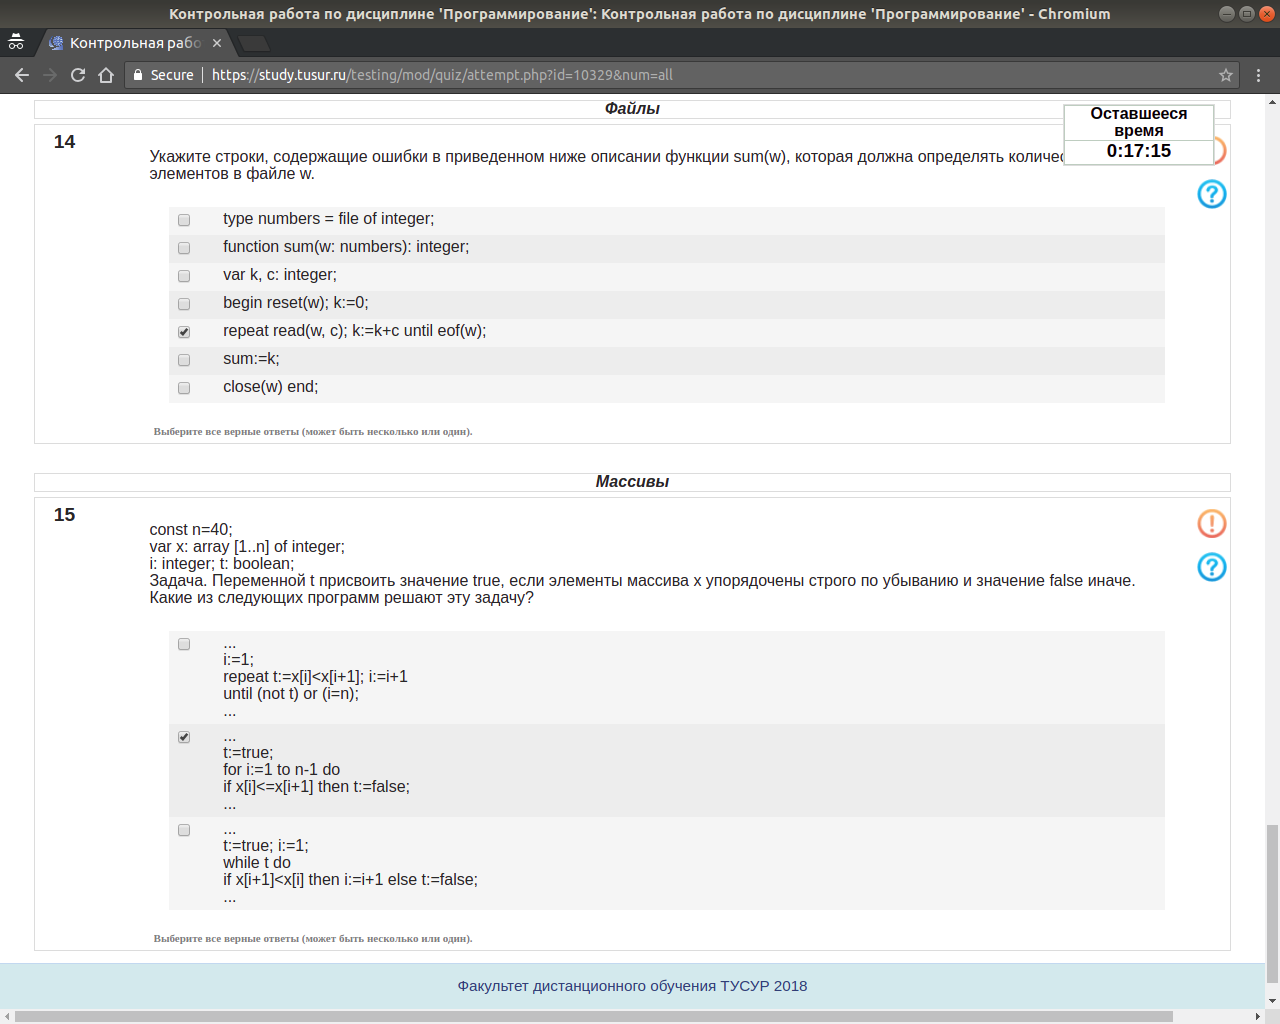 Контрольная работа по дисциплине 'Программирование': Контрольная работа по дисциплине 'Программирование' - Chromium
Контрольная рабо
Secure https://study.tusur.ru/testing/mod/quiz/attempt.php?id=10329&num=all
Файлы
Оставшееся
время
0:17:15
14
Укажите строки, содержащие ошибки в приведенном ниже описании функции sum(w), которая должна определять
элементов в файле w.
type numbers = file of integer;
function sum(w: numbers): integer;
var k, c: integer;
begin reset(w); k:=0;
repeat read(w, c); k:=k+c until eof(w);
sum:=k;
close(w) end;
Выберите все верные ответы (может быть несколько или один).
Массивы
15
const n=40;
var x: array [1..n] of integer;
i: integer; t: boolean;
Задача. Переменной t присвоить значение true, если элементы массива x упорядочены строго по убыванию и значение false иначе.
Какие из следующих программ решают эту задачу?
...
i:=1;
repeat t:=x[i]<x[i+1]; i:=i+1
until (not t) or (i=n);
...
...
t:=true;
for i:=1 to n-1 do
if x[i]<=x[i+1] then t:=false;
...
...
t:=true; i:=1;
while t do
if x[i+1]<x[i] then i:=i+1 else t:=false;
...
Выберите все верные ответы (может быть несколько или один).
Факультет дистанционного обучения ТУСУР 2018